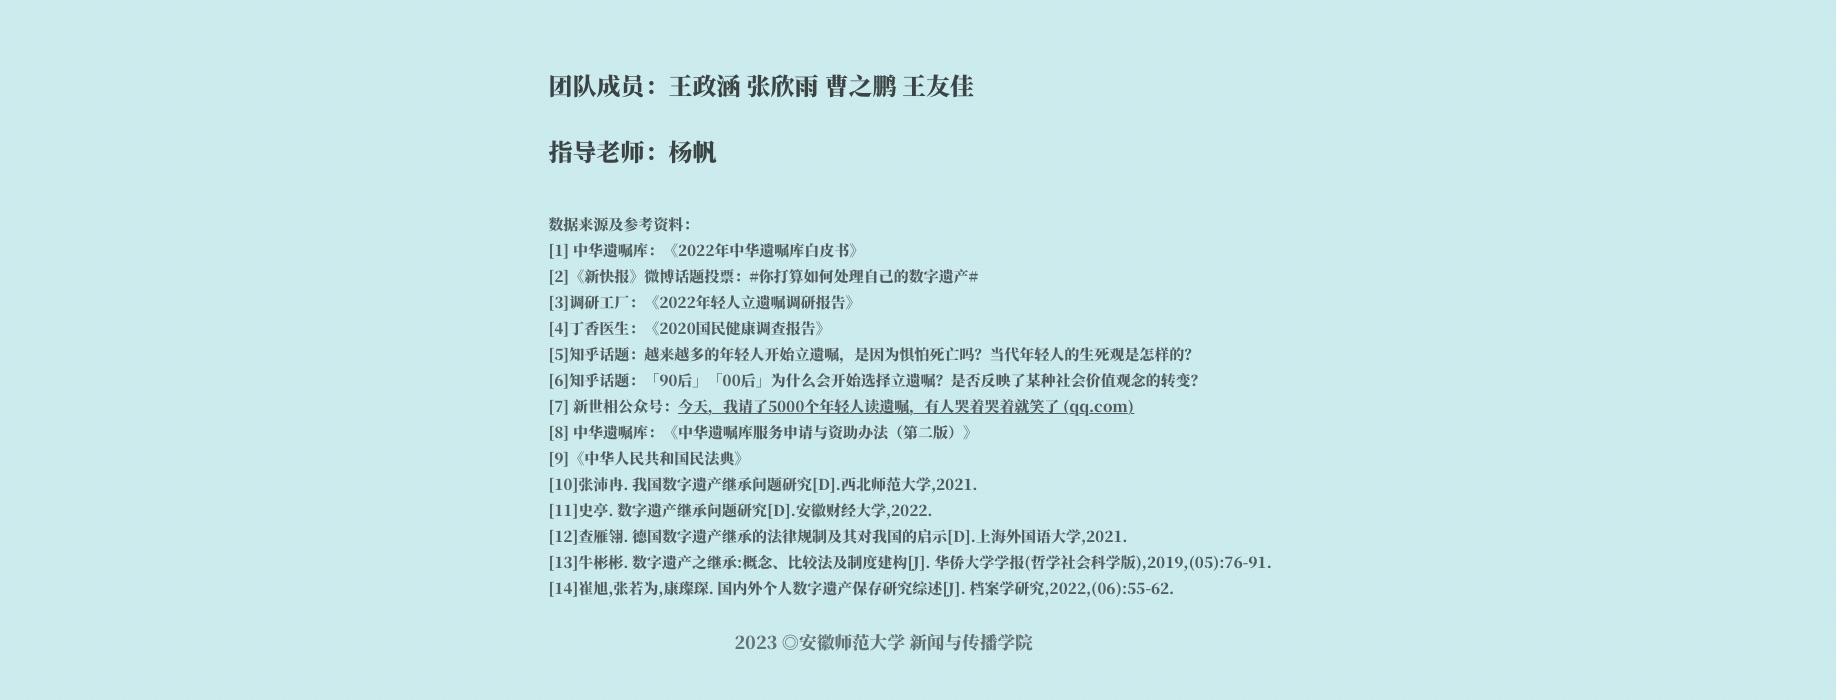 团队成员：王政涵 张欣雨 曹之鹏 王友佳
指导老师：杨帆
数据来源及参考资料：
[1] 中华遗嘱库：《2022年中华遗嘱库白皮书》
[2]《新快报》微博话题投票：#你打算如何处理自己的数字遗产#
[3]调研工厂：《2022年轻人立遗嘱调研报告》
[4]丁香医生：《2020国民健康调查报告》
[5]知乎话题：越来越多的年轻人开始立遗嘱，是因为惧怕死亡吗？当代年轻人的生死观是怎样的？
[6]知乎话题：「90后」「00后」为什么会开始选择立遗嘱？是否反映了某种社会价值观念的转变？
[7] 新世相公众号：今天，我请了5000个年轻人读遗嘱，有人哭着哭着就笑了 (qq.com)
[8] 中华遗嘱库：《中华遗嘱库服务申请与资助办法（第二版）》
[9]《中华人民共和国民法典》
[10]张沛冉. 我国数字遗产继承问题研究[D].西北师范大学,2021.
[11]史亭. 数字遗产继承问题研究[D].安徽财经大学,2022.
[12]查雁翎. 德国数字遗产继承的法律规制及其对我国的启示[D].上海外国语大学,2021.
[13]牛彬彬. 数字遗产之继承:概念、比较法及制度建构[J]. 华侨大学学报(哲学社会科学版),2019,(05):76-91.
[14]崔旭,张若为,康璨琛. 国内外个人数字遗产保存研究综述[J]. 档案学研究,2022,(06):55-62.
2023 ◎安徽师范大学 新闻与传播学院